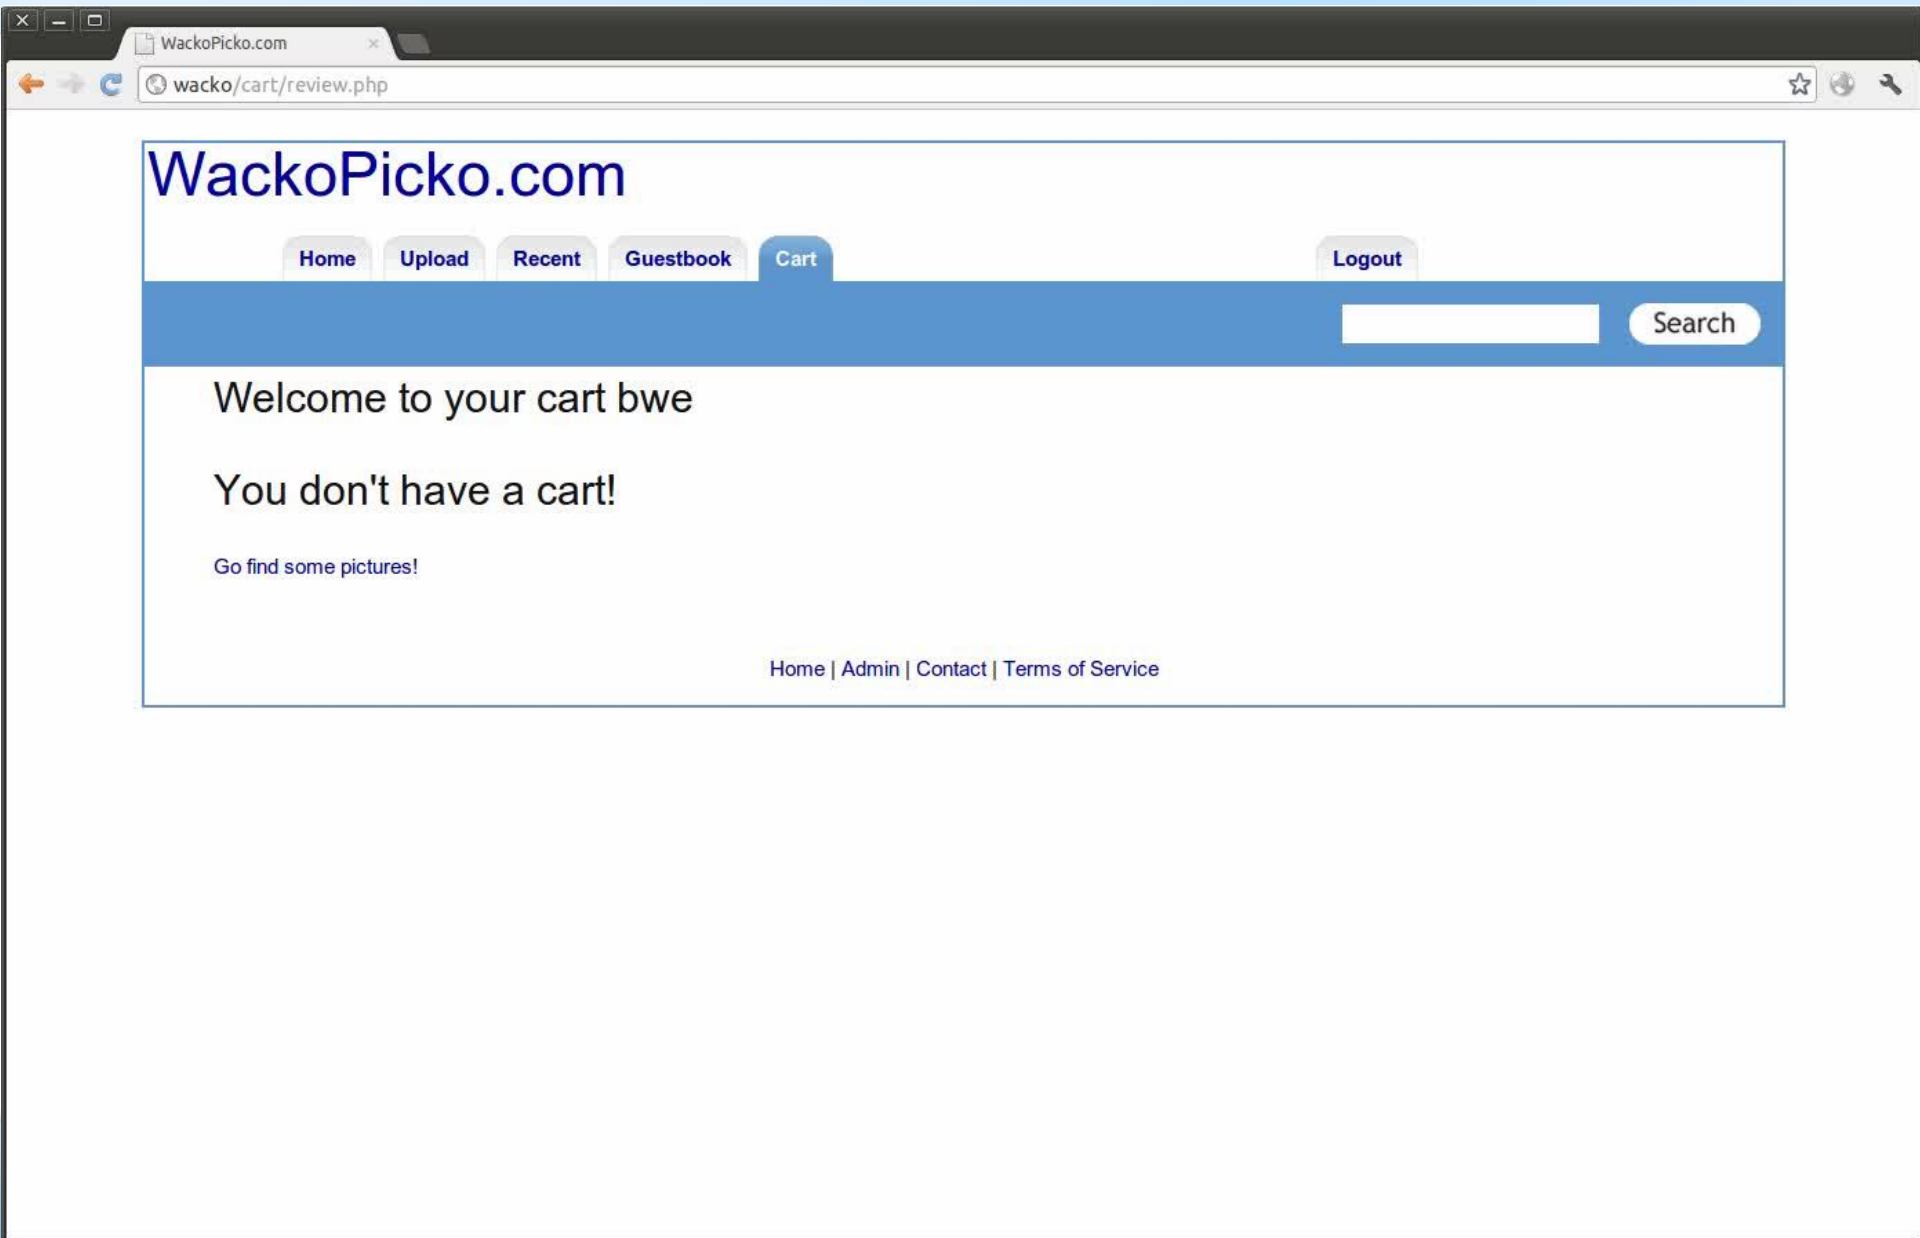 WackoPicko.com
wacko/cart/review.php
WackoPicko.com
Home Upload Recent Guestbook Cart Logout
Search
Welcome to your cart bwe
You don't have a cart!
Go find some pictures!
Home | Admin | Contact | Terms of Service